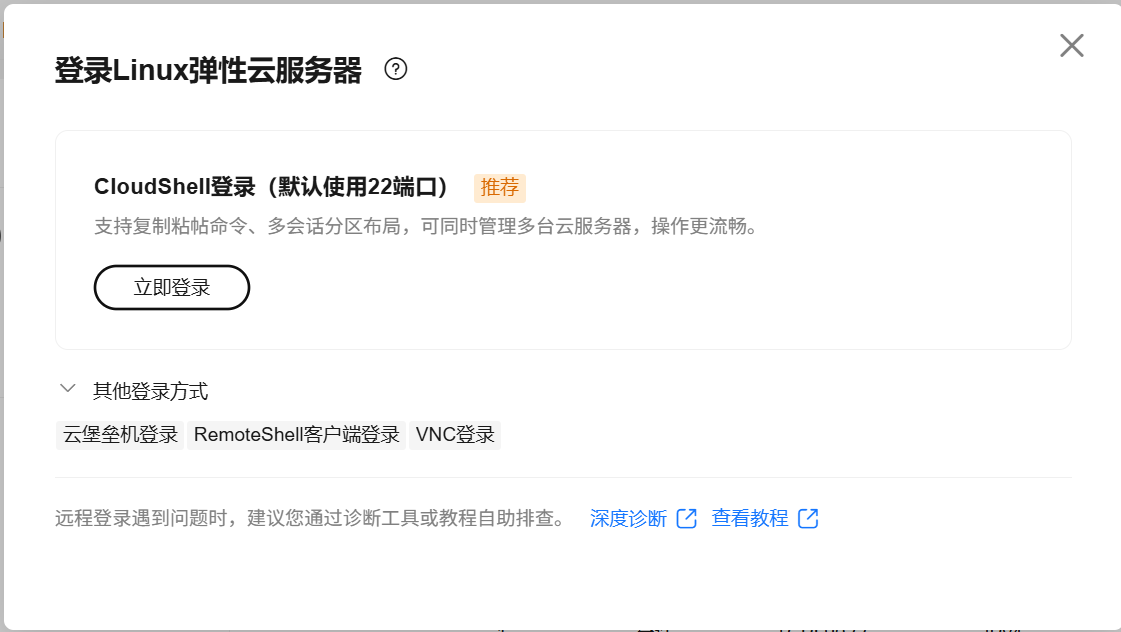 登录Linux弹性云服务器
CloudShell登录（默认使用22端口） 推荐
支持复制粘帖命令、多会话分区布局，可同时管理多台云服务器，操作更流畅。
立即登录
其他登录方式
云堡垒机登录 RemoteShell客户端登录 VNC登录
远程登录遇到问题时，建议您通过诊断工具或教程自助排查。 深度诊断 查看教程